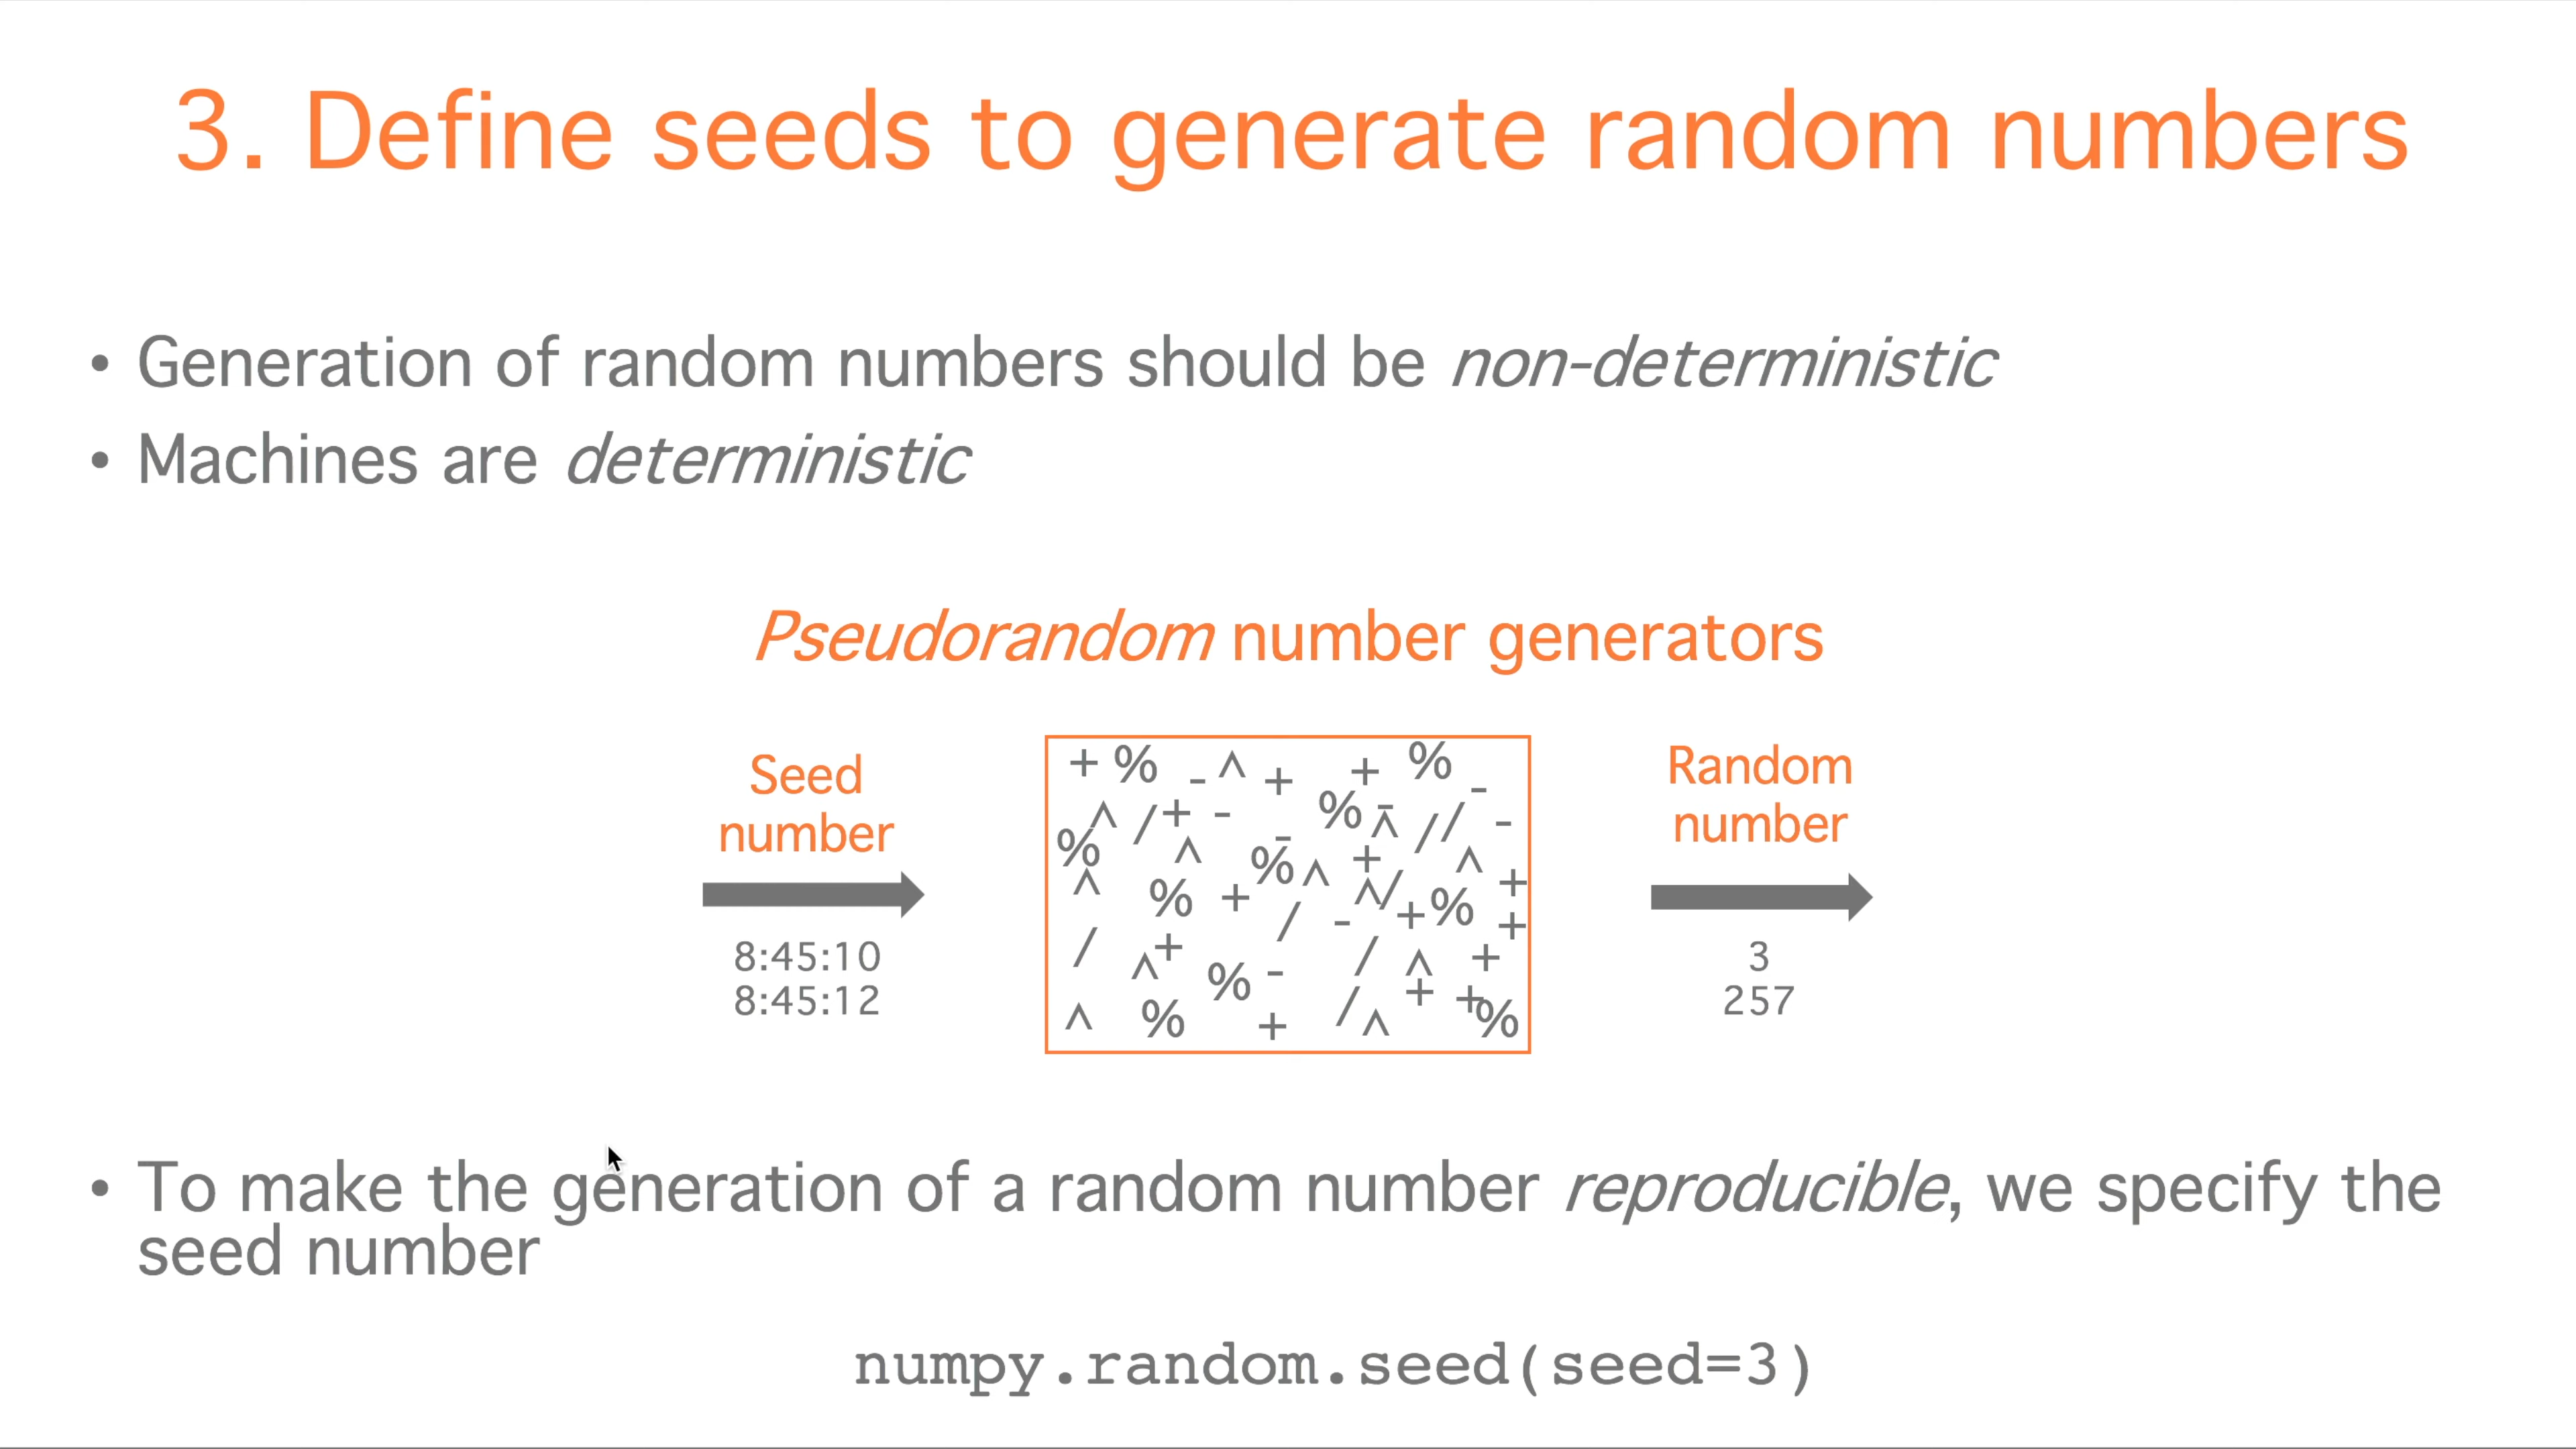 3. Define seeds to generate random numbers
• Generation of random numbers should be non-deterministic
• Machines are deterministic
Pseudorandom number generators
Seed
number
8:45:10
8:45:12
+ % - ^ + + % -
^ / + - % - ^ / / -
% ^ - % ^ + ^
^ % + / - ^ / + % + +
/ ^ + % - / ^ +
^ % + / ^ + + %
Random
number
3
257
• To make the generation of a random number reproducible, we specify the
seed number
numpy.random.seed(seed=3)